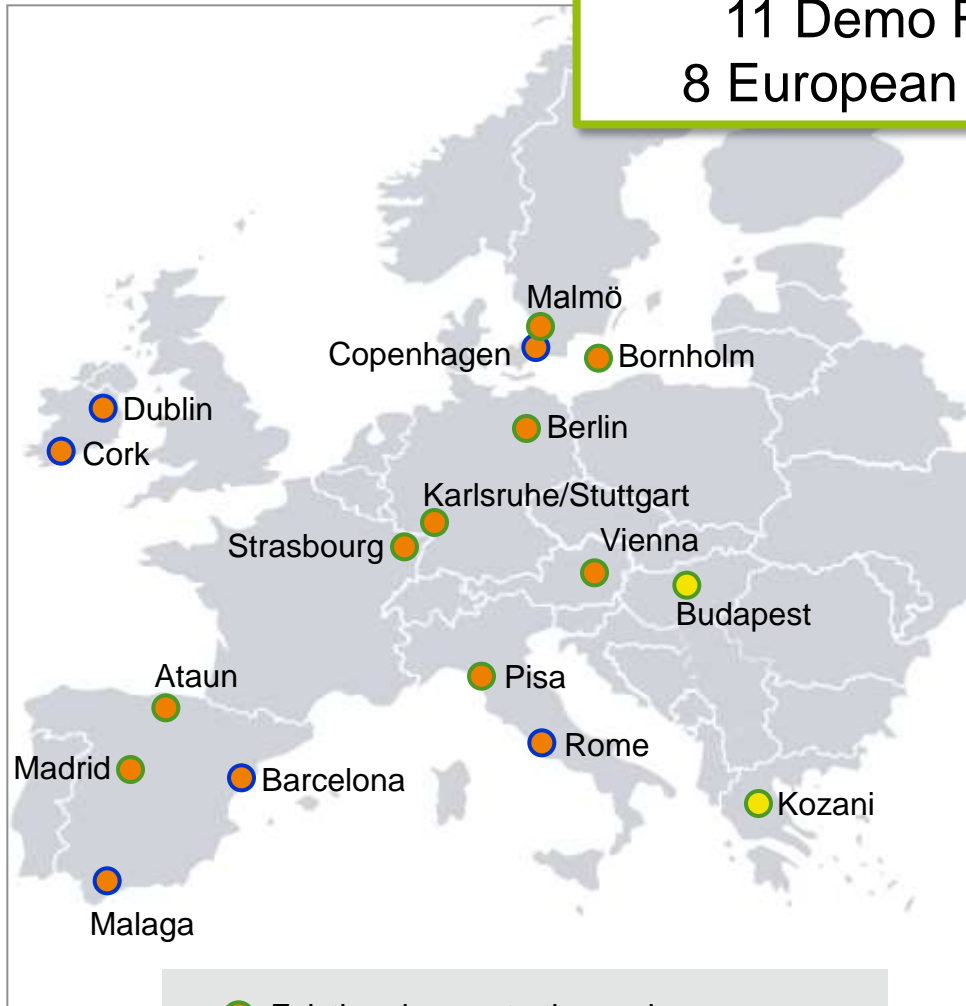 11 Demo
8 European
Malmö
Copenhagen
Bornholm
Dublin
Berlin
Cork
Karlsruhe/Stuttgart
Strasbourg
Vienna
Budapest
Ataun
Pisa
Rome
Madrid
Barcelona
Kozani
Malaga